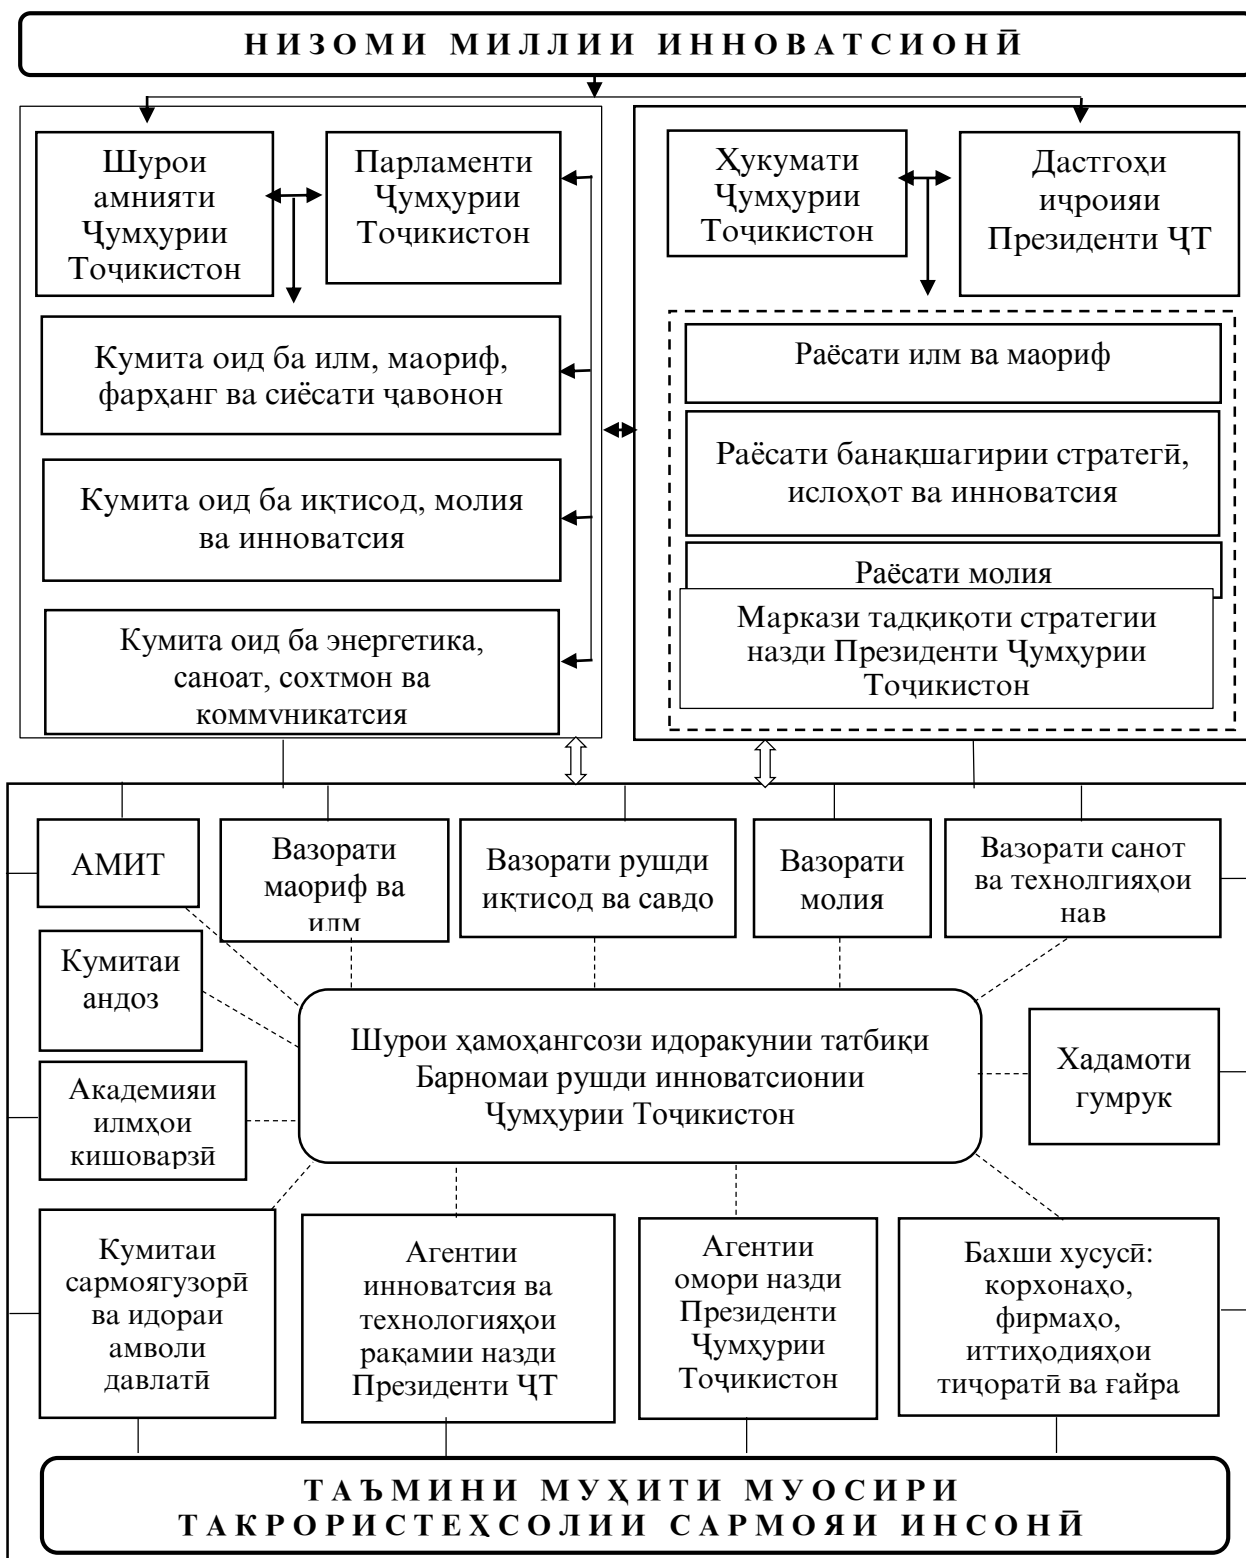 НИЗОМИ МИЛЛИИ ИННОВАТСИОНӢ
Шурои
амнияти
Ҷумҳурии
Тоҷикистон
Парламенти
Ҷумҳурии
Тоҷикистон
Ҳукумати
Ҷумҳурии
Тоҷикистон
Дастгоҳи
иҷроияи
Президенти ҶТ
Кумита оид ба илм, маориф,
фарҳанг ва сиёсати ҷавонон
Кумита оид ба иқтисод, молия
ва инноватсия
Кумита оид ба энергетика,
саноат, сохтмон ва
коммуникатсия
Раёсати илм ва маориф
Раёсати банақшагирии стратегӣ,
ислоҳот ва инноватсия
Раёсати молия
Маркази тадқиқоти стратегии
назди Президенти Ҷумҳурии
Тоҷикистон
АМИТ
Вазорати
маориф ва
илм
Вазорати рушди
иқтисод ва савдо
Вазорати
молия
Вазорати санот
ва технолгияҳои
нав
Кумитаи
андоз
Шурои ҳамоҳангсози идоракунии татбиқи
Барномаи рушди инноватсионии
Ҷумҳурии Тоҷикистон
Хадамоти
гумрук
Академияи
илмҳои
кишоварзӣ
Кумитаи
сармоягузорӣ
ва идораи
амволи
давлатӣ
Агентии
инноватсия ва
технологияҳои
рақамии назди
Президенти ҶТ
Агентии
омори назди
Президенти
Ҷумҳурии
Тоҷикистон
Бахши хусусӣ:
корхонаҳо,
фирмаҳо,
иттиҳодияҳои
тиҷоратӣ ва ғайра
ТАЪМИНИ МУҲИТИ МУОСИРИ
ТАКРОРИСТЕҲСОЛИИ САРМОЯИ ИНСОНӢ